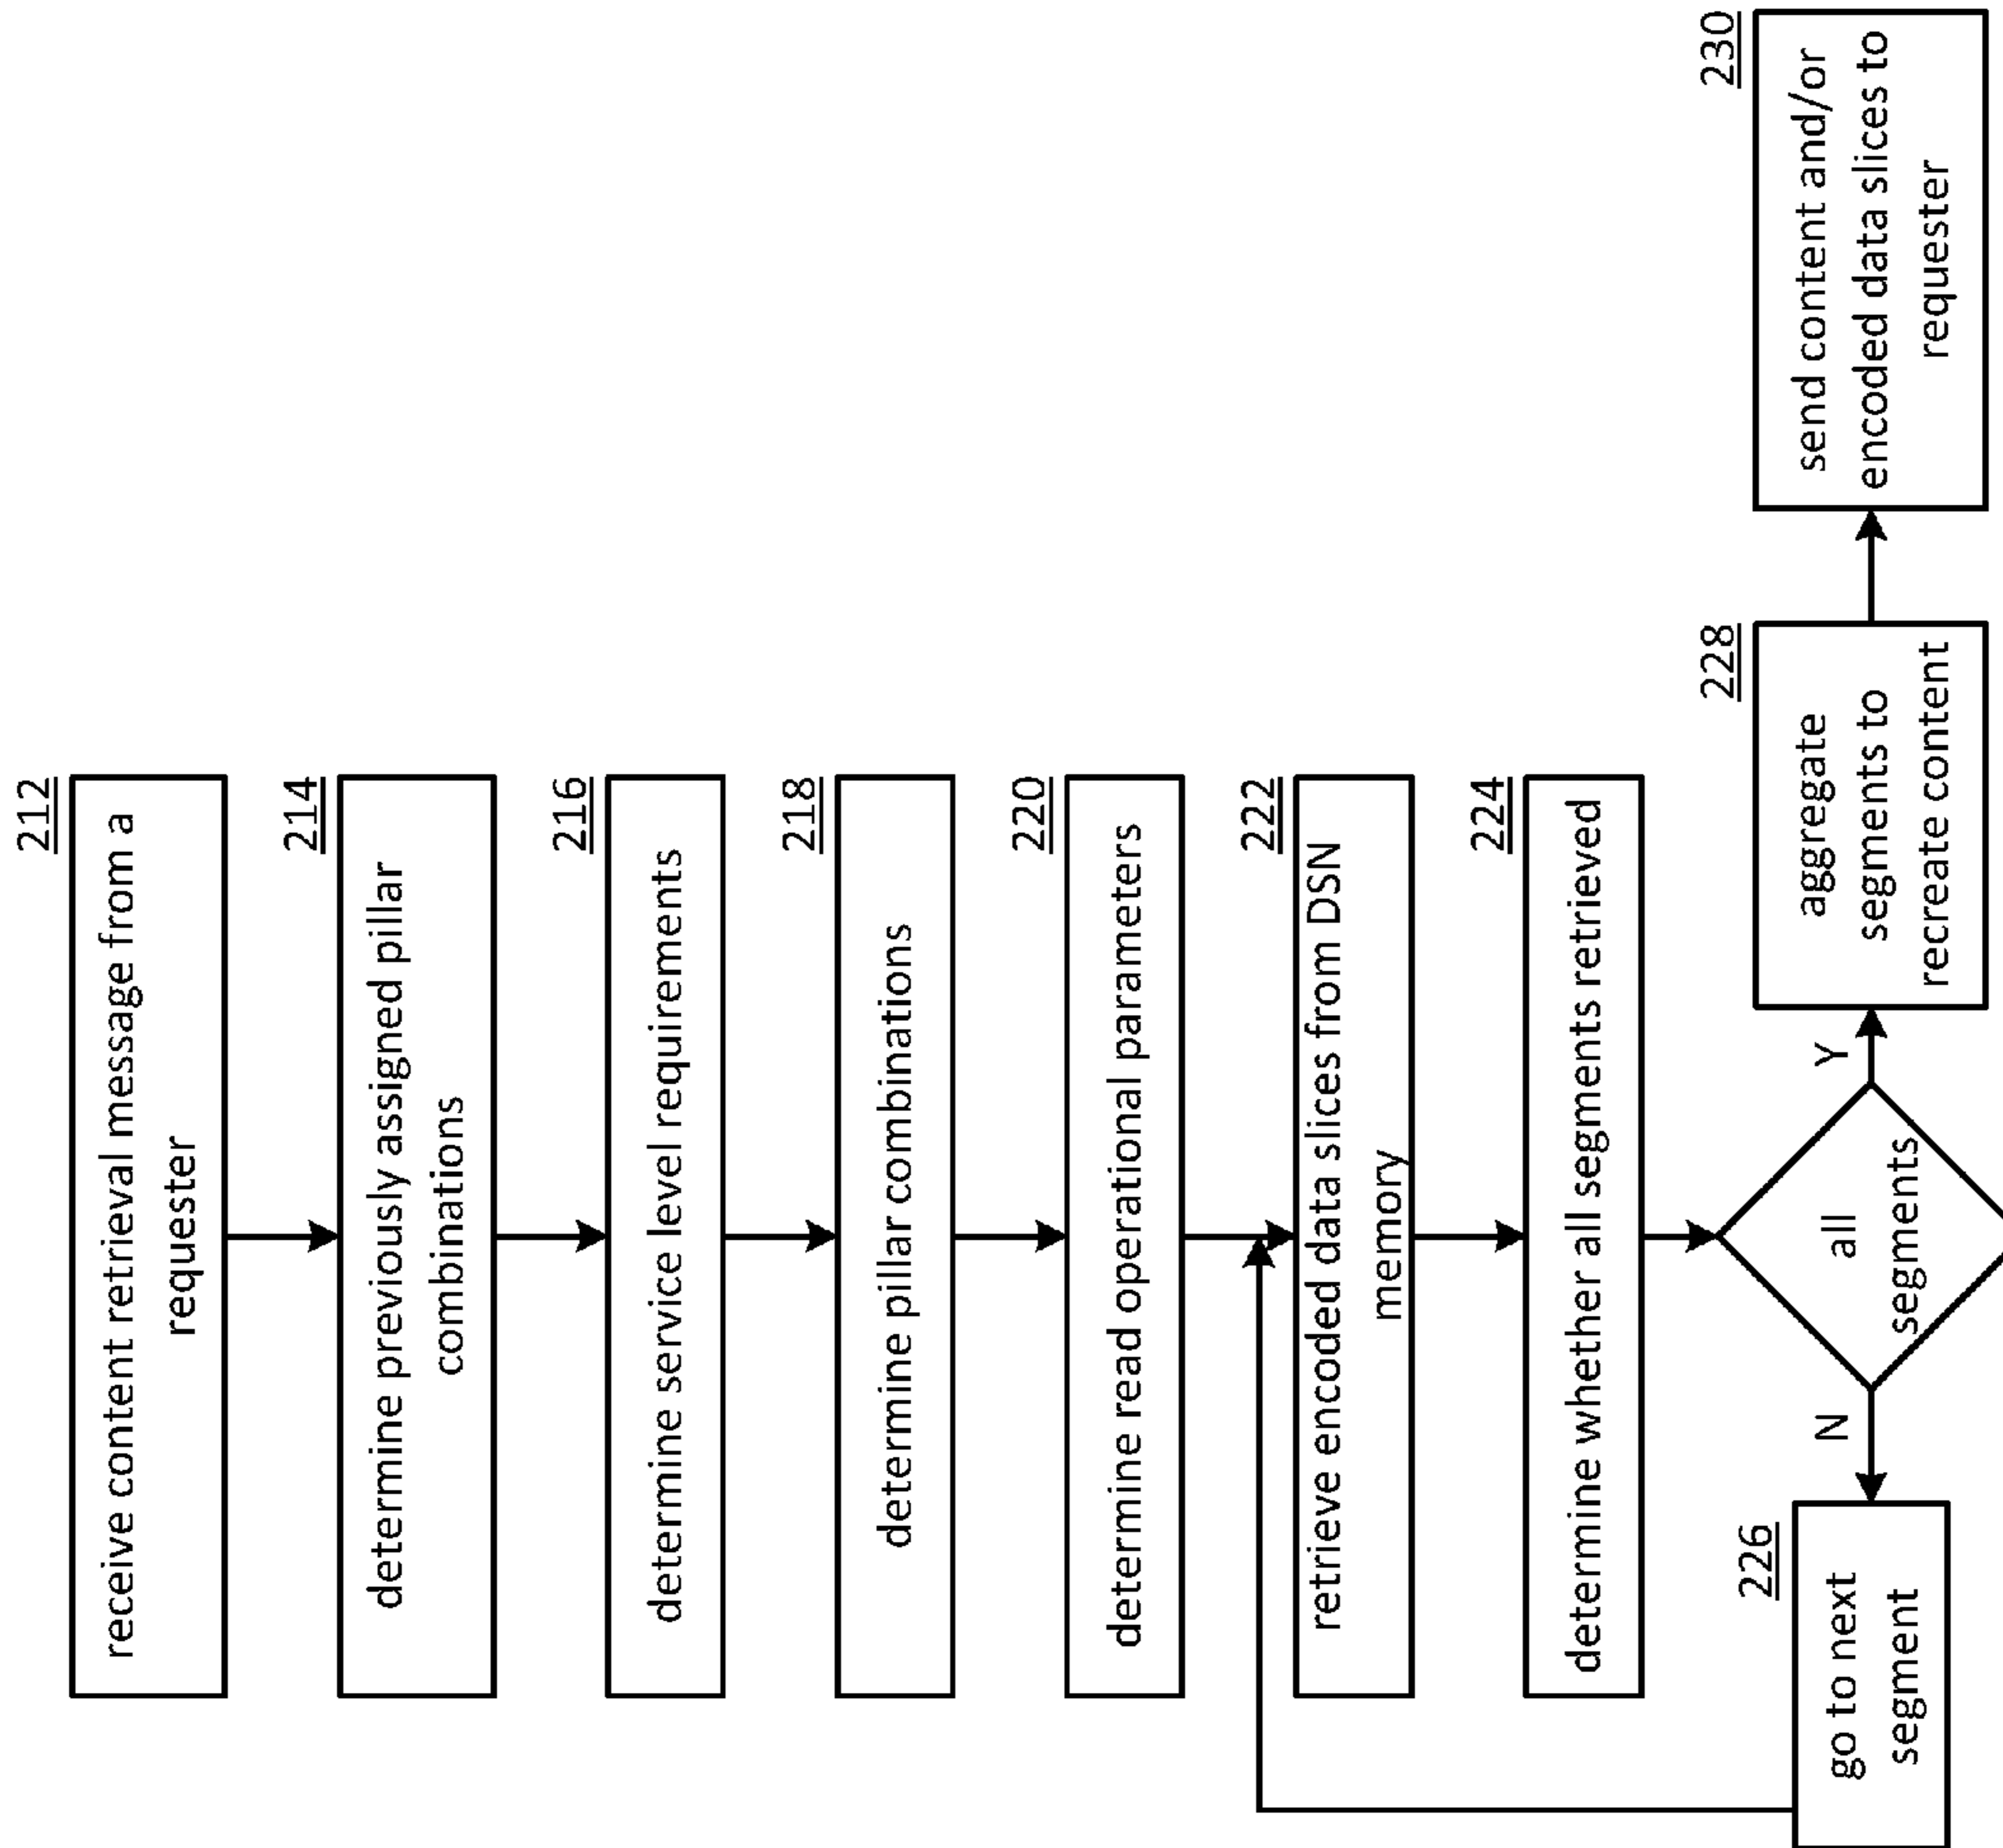 212
receive content retrieval message from a
requester
214
determine previously assigned pillar
combinations
216
determine service level requirements
218
determine pillar combinations
220
determine read operational parameters
222
retrieve encoded data slices from DSN
memory
224
determine whether all segments retrieved
all
segments
N
Y
226
go to next
segment
228
aggregate
segments to
recreate content
230
send content and/or
encoded data slices to
requester